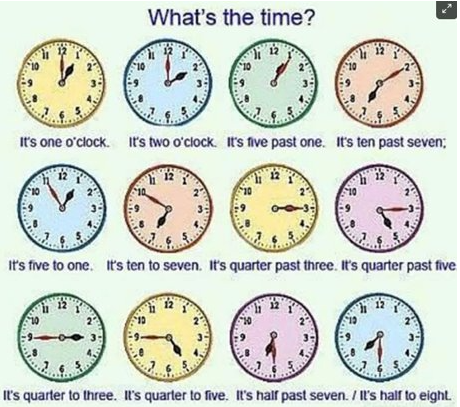 What's the time?
It's one o'clock. It's two o'clock. It's five past one. It's ten past seven;
It's five to one. It's ten to seven. It's quarter past three. It's quarter past five
It's quarter to three. It's quarter to five. It's half past seven. / It's half to eight.